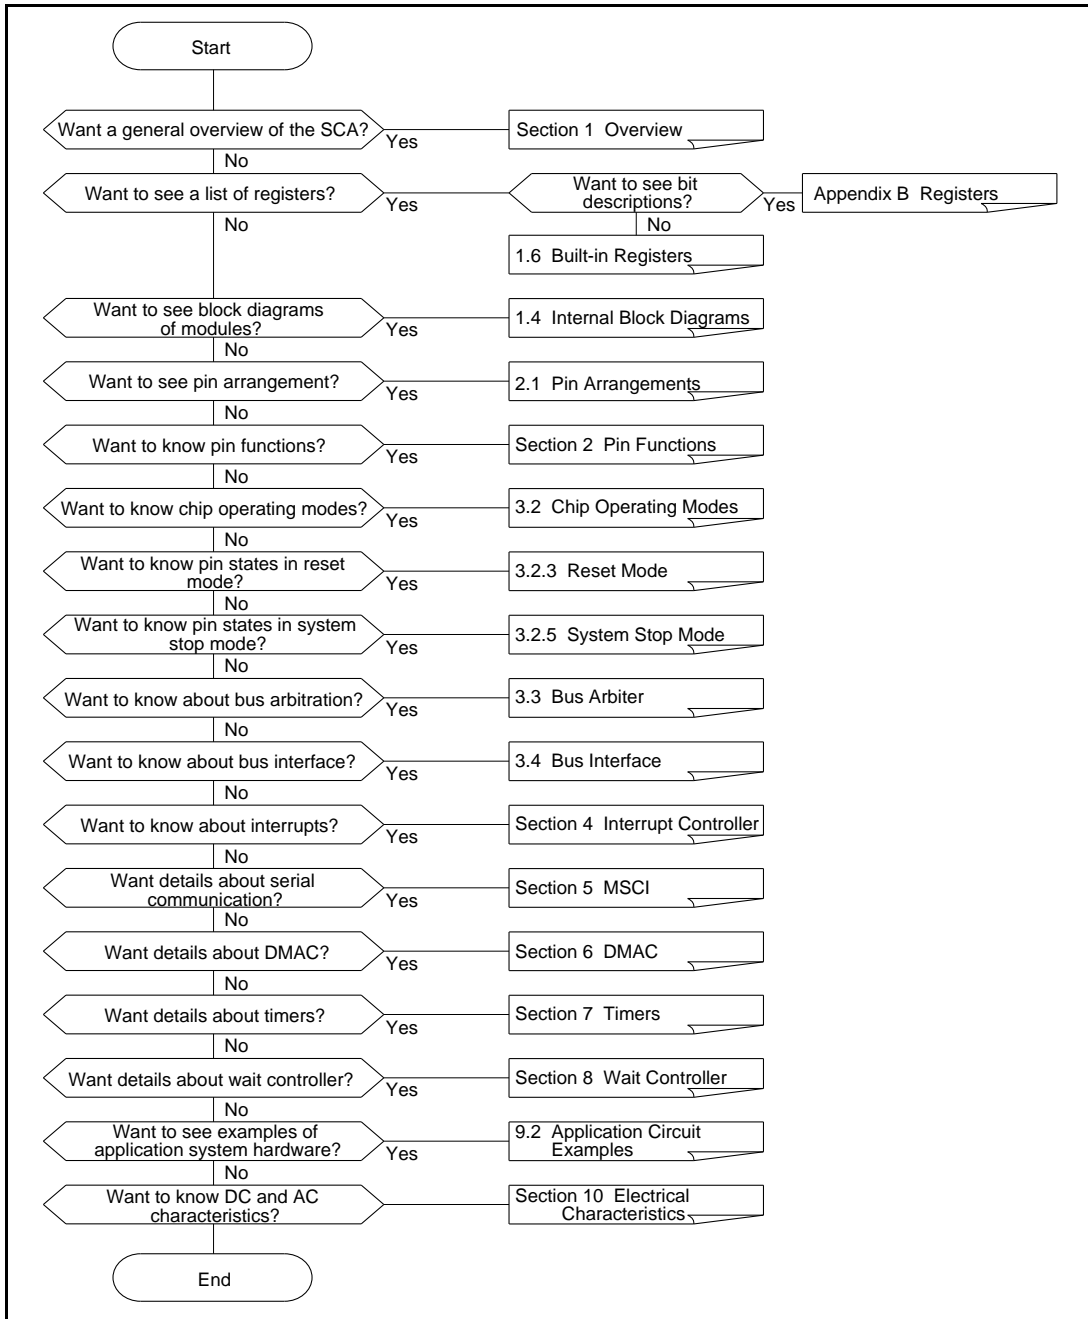 Start
Want a general overview of the SCA?
Yes
Section 1 Overview
No
Want to see a list of registers?
Yes
Want to see bit
descriptions?
Yes
Appendix B Registers
No
No
1.6 Built-in Registers
Want to see block diagrams
of modules?
Yes
1.4 Internal Block Diagrams
No
Want to see pin arrangement?
Yes
2.1 Pin Arrangements
No
Want to know pin functions?
Yes
Section 2 Pin Functions
No
Want to know chip operating modes?
Yes
3.2 Chip Operating Modes
No
Want to know pin states in reset
mode?
Yes
3.2.3 Reset Mode
No
Want to know pin states in system
stop mode?
Yes
3.2.5 System Stop Mode
No
Want to know about bus arbitration?
Yes
3.3 Bus Arbiter
No
Want to know about bus interface?
Yes
3.4 Bus Interface
No
Want to know about interrupts?
Yes
Section 4 Interrupt Controller
No
Want details about serial
communication?
Yes
Section 5 MSCI
No
Want details about DMAC?
Yes
Section 6 DMAC
No
Want details about timers?
Yes
Section 7 Timers
No
Want details about wait controller?
Yes
Section 8 Wait Controller
No
Want to see examples of
application system hardware?
Yes
9.2 Application Circuit
Examples
No
Want to know DC and AC
characteristics?
Section 10 Electrical
Characteristics
End